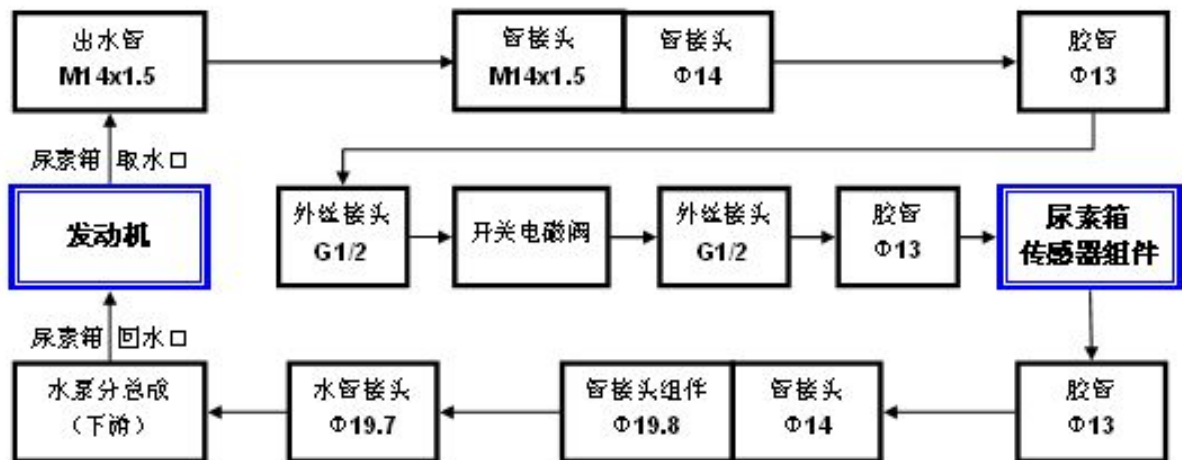 出水管
M14x1.5
管接头
M14x1.5
管接头
Φ14
胶管
Φ13
尿素箱 取水口
发动机
外丝接头
G1/2
开关电磁阀
外丝接头
G1/2
胶管
Φ13
尿素箱
传感器组件
尿素箱 回水口
水泵分总成
（下游）
水管接头
Φ19.7
管接头组件
Φ19.8
管接头
Φ14
胶管
Φ13